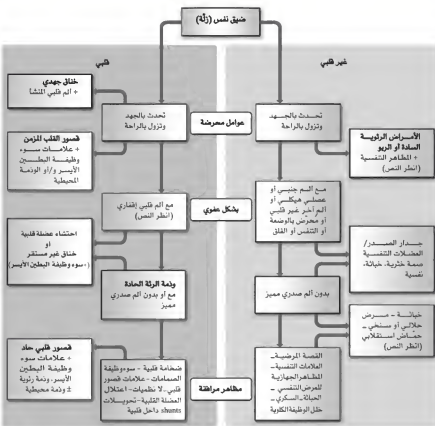 ضيق نفس (زلّة)
قلبي
غير قلبي
خناق جهدي
+ ألم قلبي المنشأ
تحدث بالجهد
وتزول بالراحة
عوامل محرضة
تحدث بالجهد
وتزول بالراحة
الأمراض الرئوية
السادة أو الربو
+ المظاهر التنفسية
(انظر النص)
قصور القلب المزمن
+ علامات سوء
وظيفة البطين
الأيسر و/أو الوذمة
المحيطية
مع ألم قلبي إقفاري
(انظر النص)
بشكل عفوي
مع ألم جنبي أو
عضلي هيكلي أو
ألم آخر غير قلبي
أو محرض بالوضعة
أو التنفس أو القلق
احتشاء عضلة قلبية
أو
خناق غير مستقر
(+ سوء وظيفة البطين الأيسر)
جدار الصدر/
العضلات التنفسية
صمة خثرية، جنابة،
نفسية
وذمة الرئة الحادة
مع أو بدون ألم صدري
مميز
بدون ألم صدري مميز
مرض
خلالي أو سنخي -
حماض استقلابي
(انظر النص)
قصور قلبي حاد
+ علامات سوء
وظيفة البطين
الأيسر، وذمة رئوية
± وذمة محيطية
ضخامة قلبية - سوء وظيفة
الصمامات - علامات قصور
قلبي - لا نظميات - اعتلال
العضلة القلبية - تحويلات
shunts داخل قلبية
مظاهر مرافقة
القصة المرضية -
العلامات التنفسية -
المظاهر الجهازية
للمرض التنفسي -
السكري -
خلل الوظيفة الكلوية